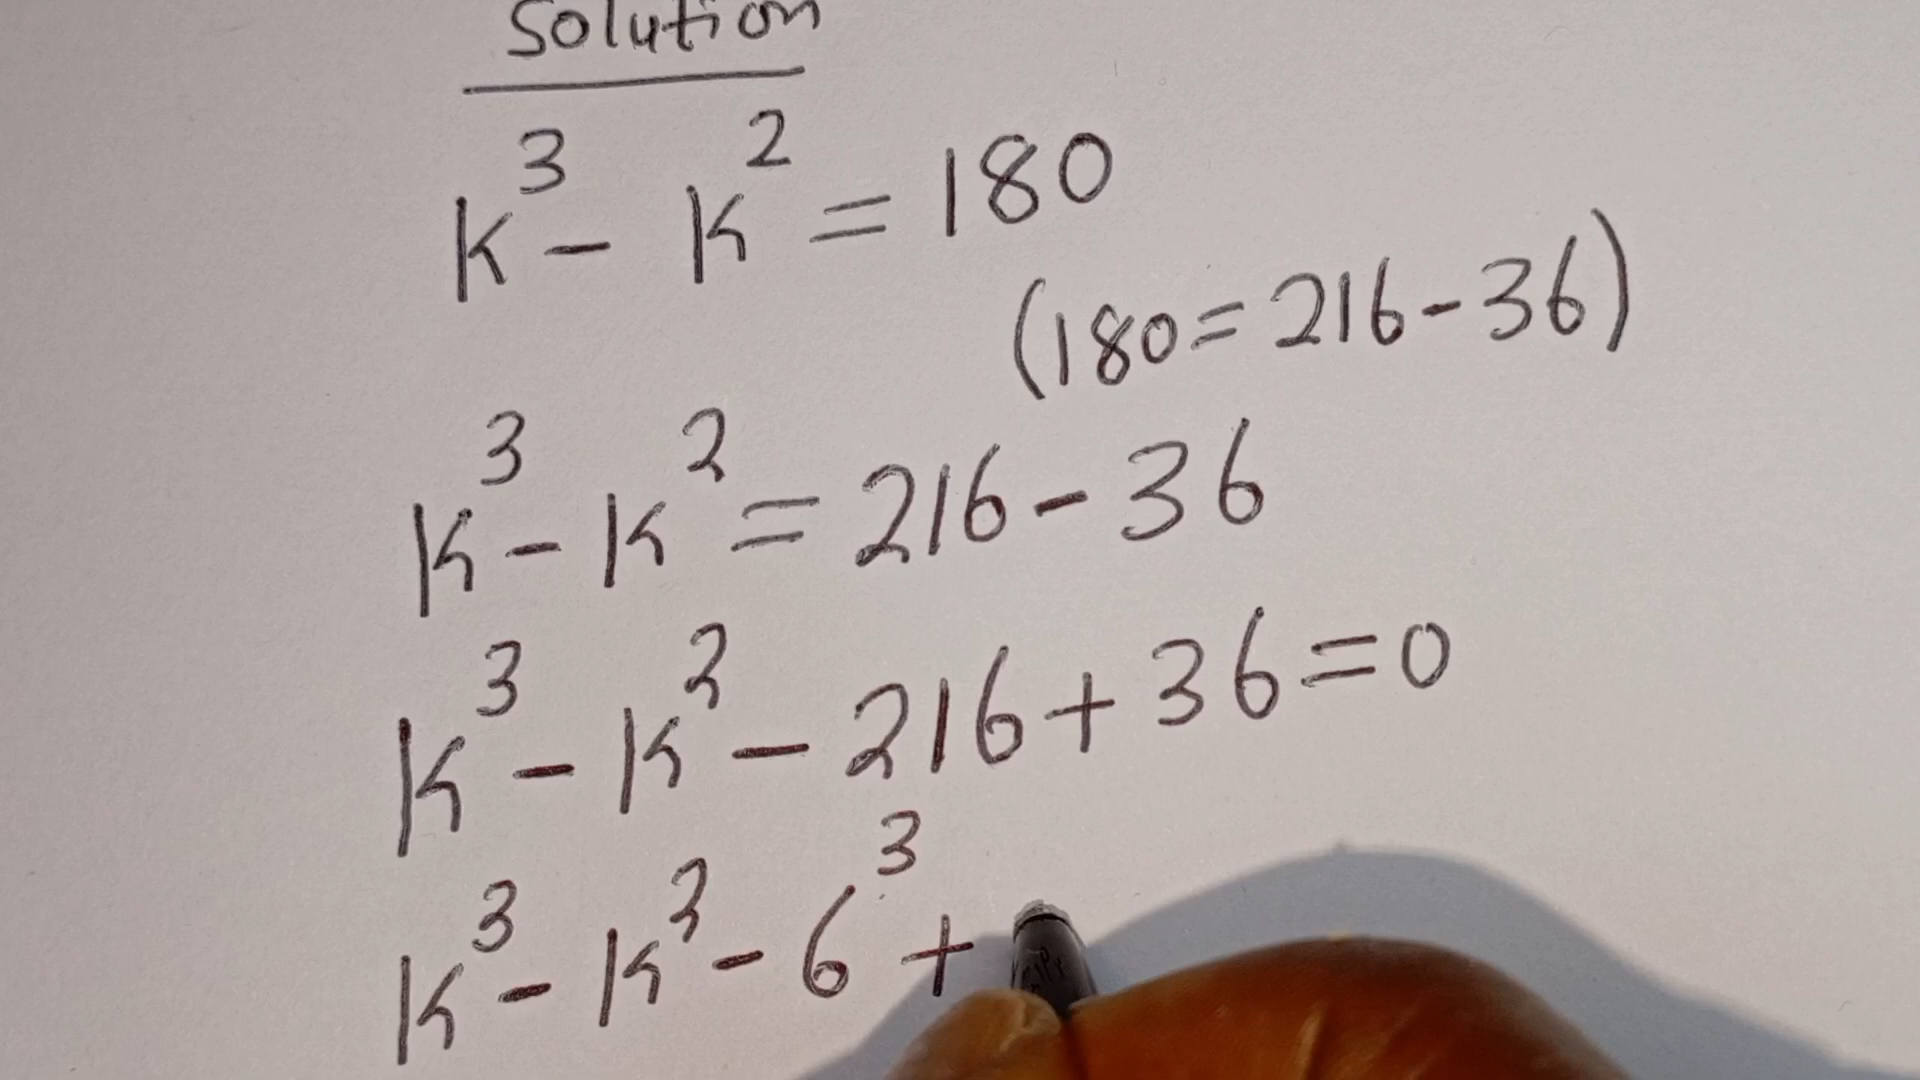 Solution
K³ - K² = 180
(180 = 216 - 36)
K³ - K² = 216 - 36
K³ - K² - 216 + 36 = 0
K³ - K² - 6³ +